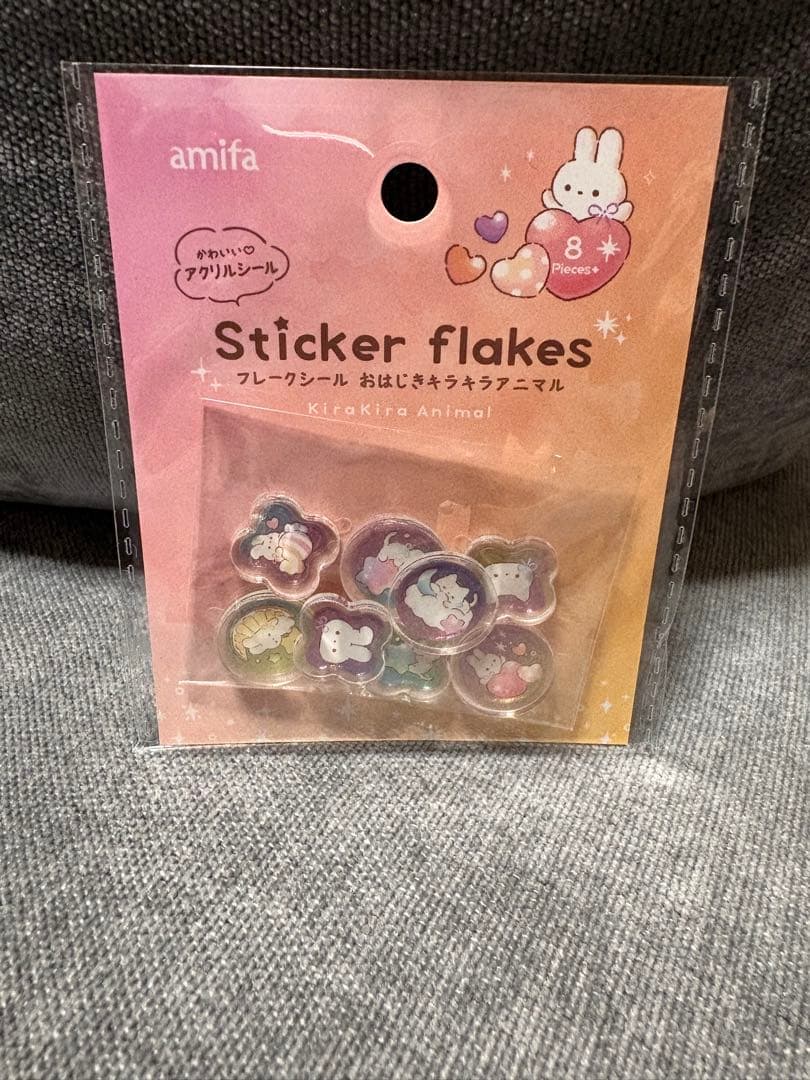 amifa
8
Pieces+
かわいい♡
アクリルシール
Sticker flakes
フレークシール おはじきキラキラアニマル
KiraKira Animal